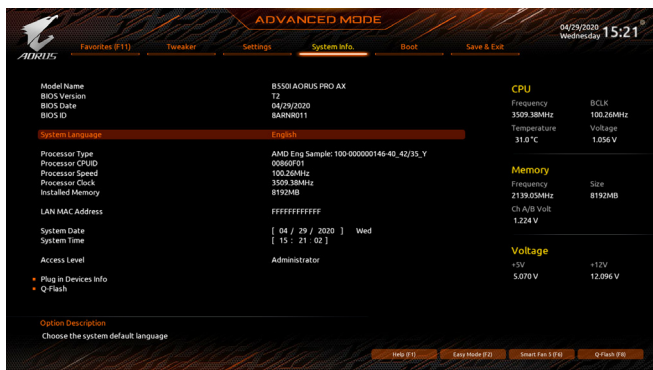 ADVANCED MODE
04/29/2020
Wednesday 15:21
AORUS
Favorites (F11) Tweaker Settings System Info. Boot Save & Exit
Model Name B550I AORUS PRO AX
BIOS Version T2
BIOS Date 04/29/2020
BIOS ID 8ARNR011
System Language English
Processor Type AMD Eng Sample: 100-000000146-40_42/35_Y
Processor CPUID 00860F01
Processor Speed 100.26MHz
Processor Clock 3509.38MHz
Installed Memory 8192MB
LAN MAC Address FFFFFFFFFFFF
System Date [ 04 / 29 / 2020 ] Wed
System Time [ 15 : 21 : 02 ]
Access Level Administrator
Plug in Devices Info
Q-Flash
CPU
Frequency BCLK
3509.38MHz 100.26MHz
Temperature Voltage
31.0 °C 1.056 V
Memory
Frequency Size
2139.05MHz 8192MB
Ch A/B Volt
1.224 V
Voltage
+5V +12V
5.070 V 12.096 V
Option Description
Choose the system default language
Help (F1) Easy Mode (F2) Smart Fan 5 (F6) Q-Flash (F8)